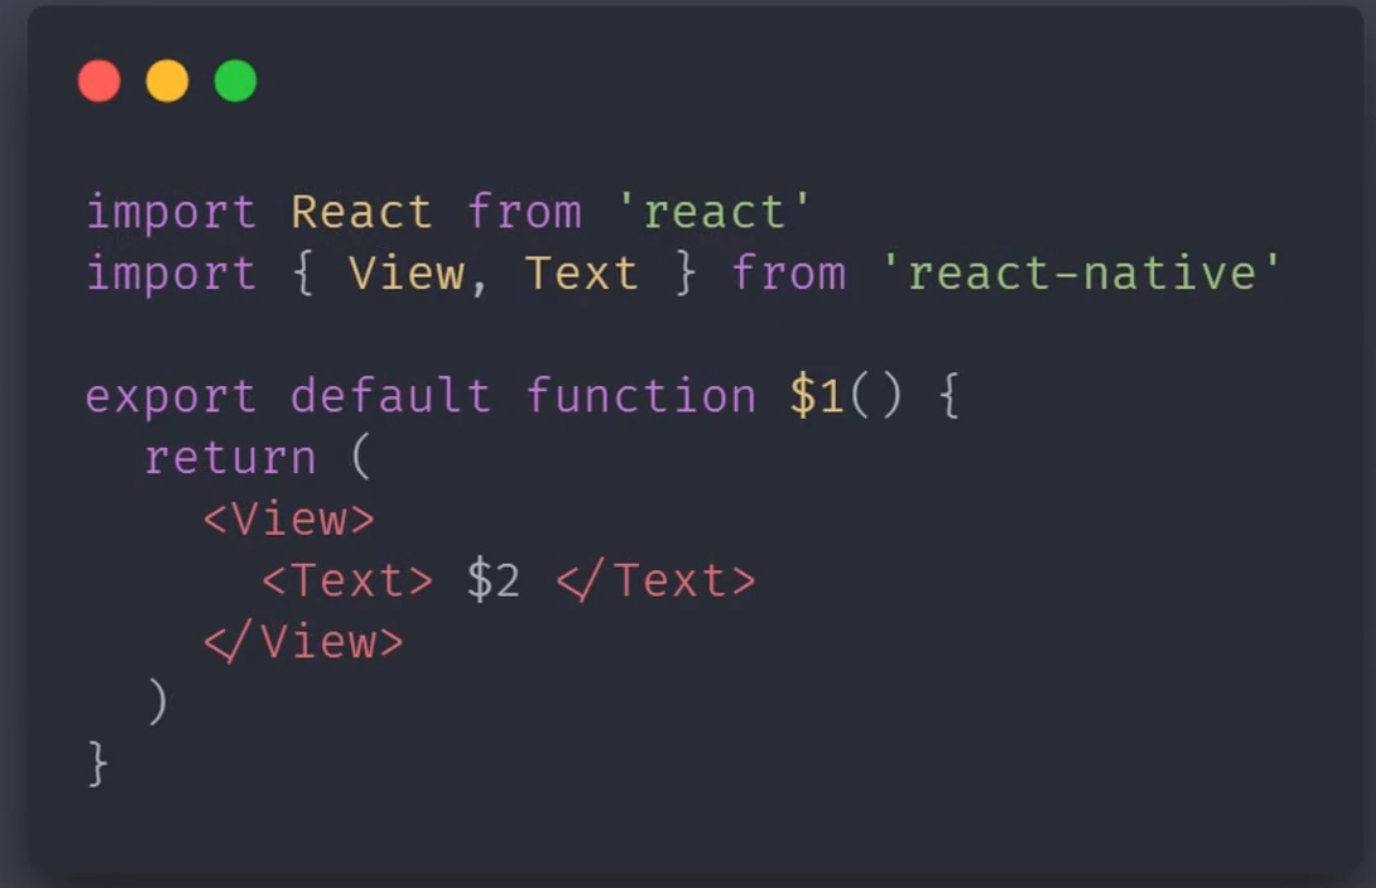 import React from 'react'
import { View, Text } from 'react-native'
export default function $1() {
return (
<View>
<Text> $2 </Text>
</View>
)
}